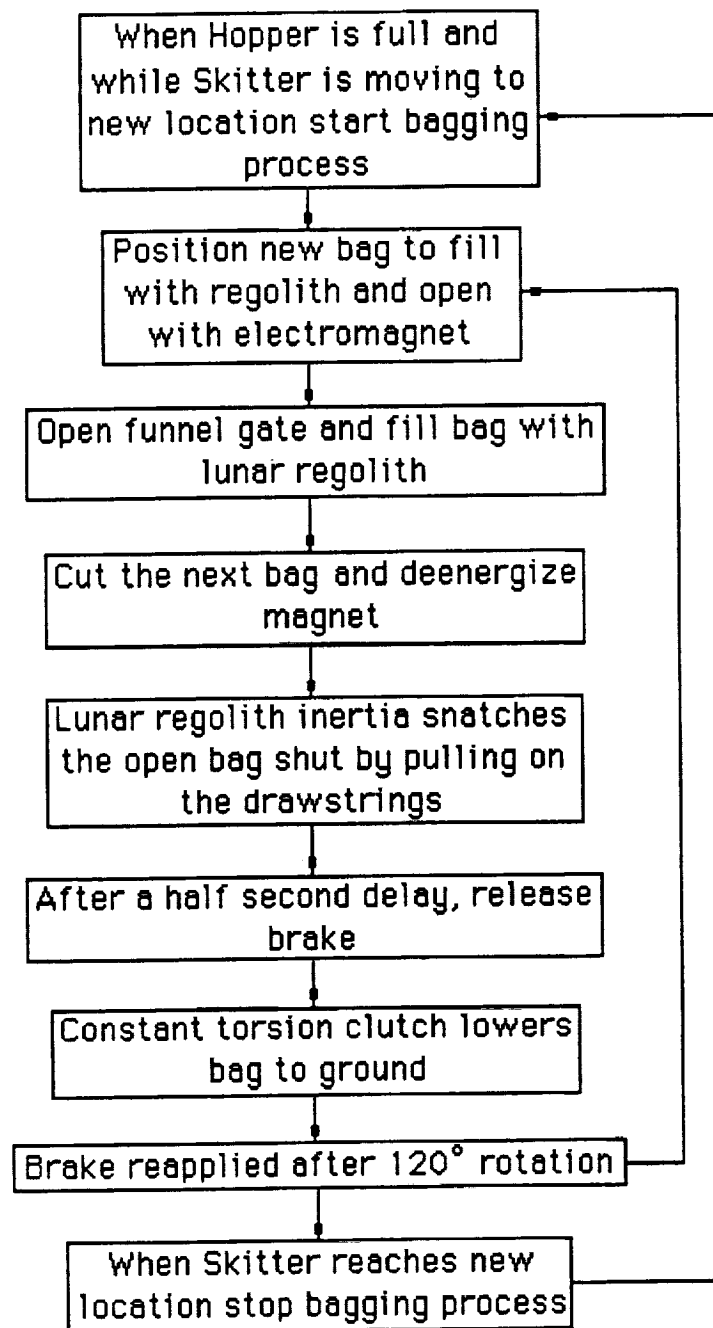 When Hopper is full and
while Skitter is moving to
new location start bagging
process
Position new bag to fill
with regolith and open
with electromagnet
Open funnel gate and fill bag with
lunar regolith
Cut the next bag and deenergize
magnet
Lunar regolith inertia snatches
the open bag shut by pulling on
the drawstrings
After a half second delay, release
brake
Constant torsion clutch lowers
bag to ground
Brake reapplied after 120° rotation
When Skitter reaches new
location stop bagging process